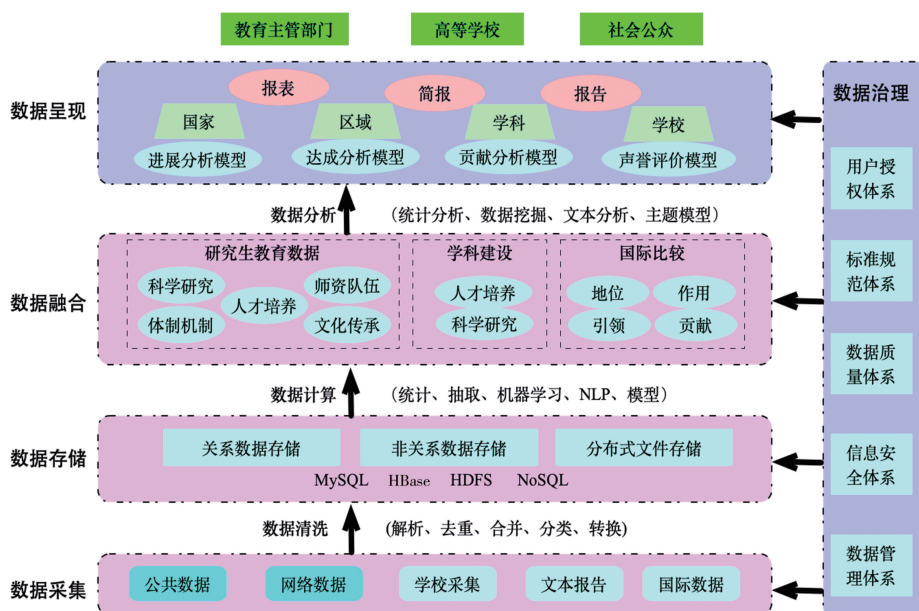 教育主管部门
高等学校
社会公众
数据呈现
报表
简报
报告
国家
区域
学科
学校
进展分析模型
达成分析模型
贡献分析模型
声誉评价模型
数据分析
(统计分析、数据挖掘、文本分析、主题模型)
数据融合
研究生教育数据
科学研究
师资队伍
人才培养
体制机制
文化传承
学科建设
人才培养
科学研究
国际比较
地位
作用
引领
贡献
数据计算
(统计、抽取、机器学习、NLP、模型)
数据存储
关系数据存储
非关系数据存储
分布式文件存储
MySQL
HBase
HDFS
NoSQL
数据清洗
(解析、去重、合并、分类、转换)
数据采集
公共数据
网络数据
学校采集
文本报告
国际数据
数据治理
用户授
权体系
标准规
范体系
数据质
量体系
信息安
全体系
数据管
理体系